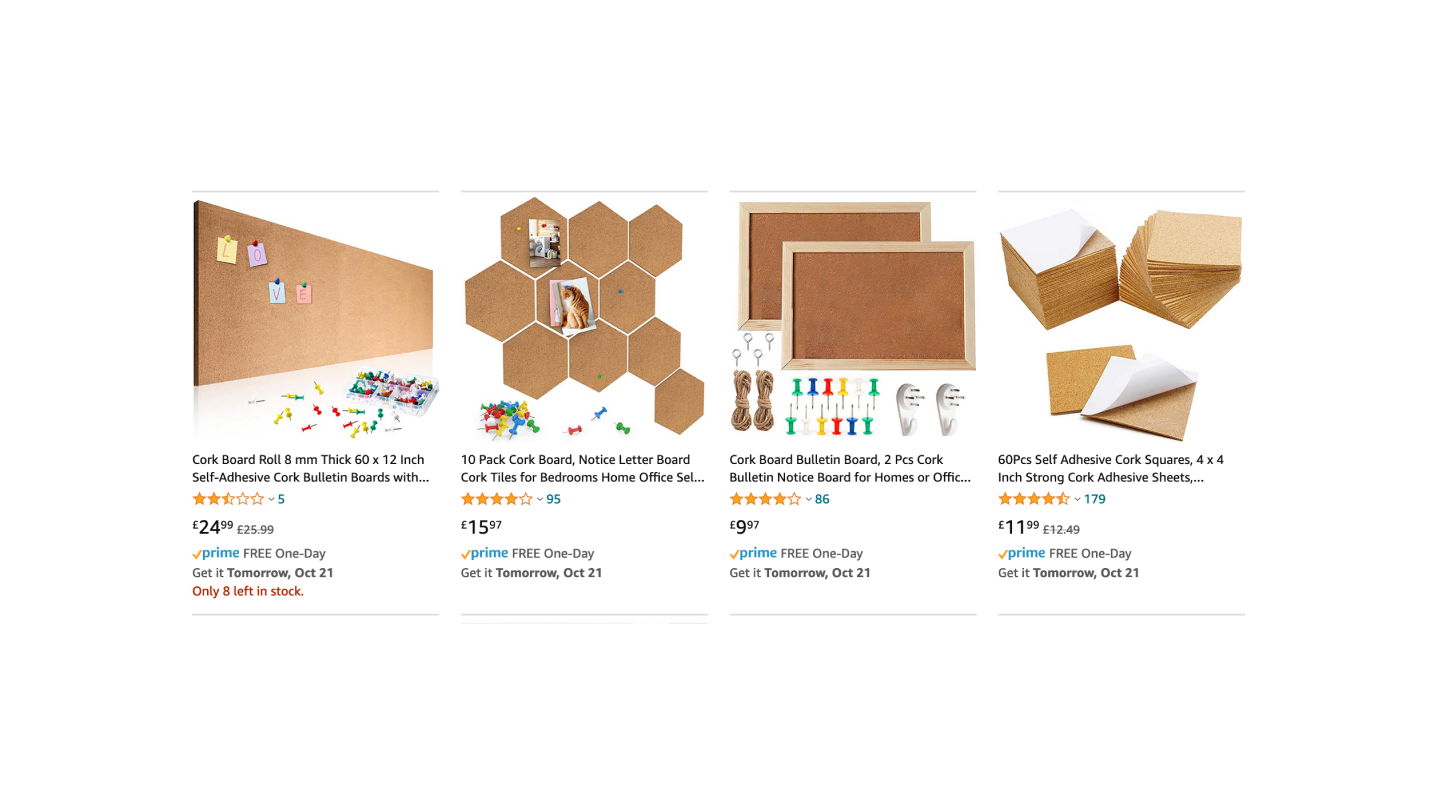 L O
V E
Cork Board Roll 8 mm Thick 60 x 12 Inch
Self-Adhesive Cork Bulletin Boards with...
5
£24 99 £25.99
prime FREE One-Day
Get it Tomorrow, Oct 21
Only 8 left in stock.
10 Pack Cork Board, Notice Letter Board
Cork Tiles for Bedrooms Home Office Sel...
95
£15 97
prime FREE One-Day
Get it Tomorrow, Oct 21
Cork Board Bulletin Board, 2 Pcs Cork
Bulletin Notice Board for Homes or Offic...
86
£9 97
prime FREE One-Day
Get it Tomorrow, Oct 21
60Pcs Self Adhesive Cork Squares, 4 x 4
Inch Strong Cork Adhesive Sheets,...
179
£11 99 £12.49
prime FREE One-Day
Get it Tomorrow, Oct 21